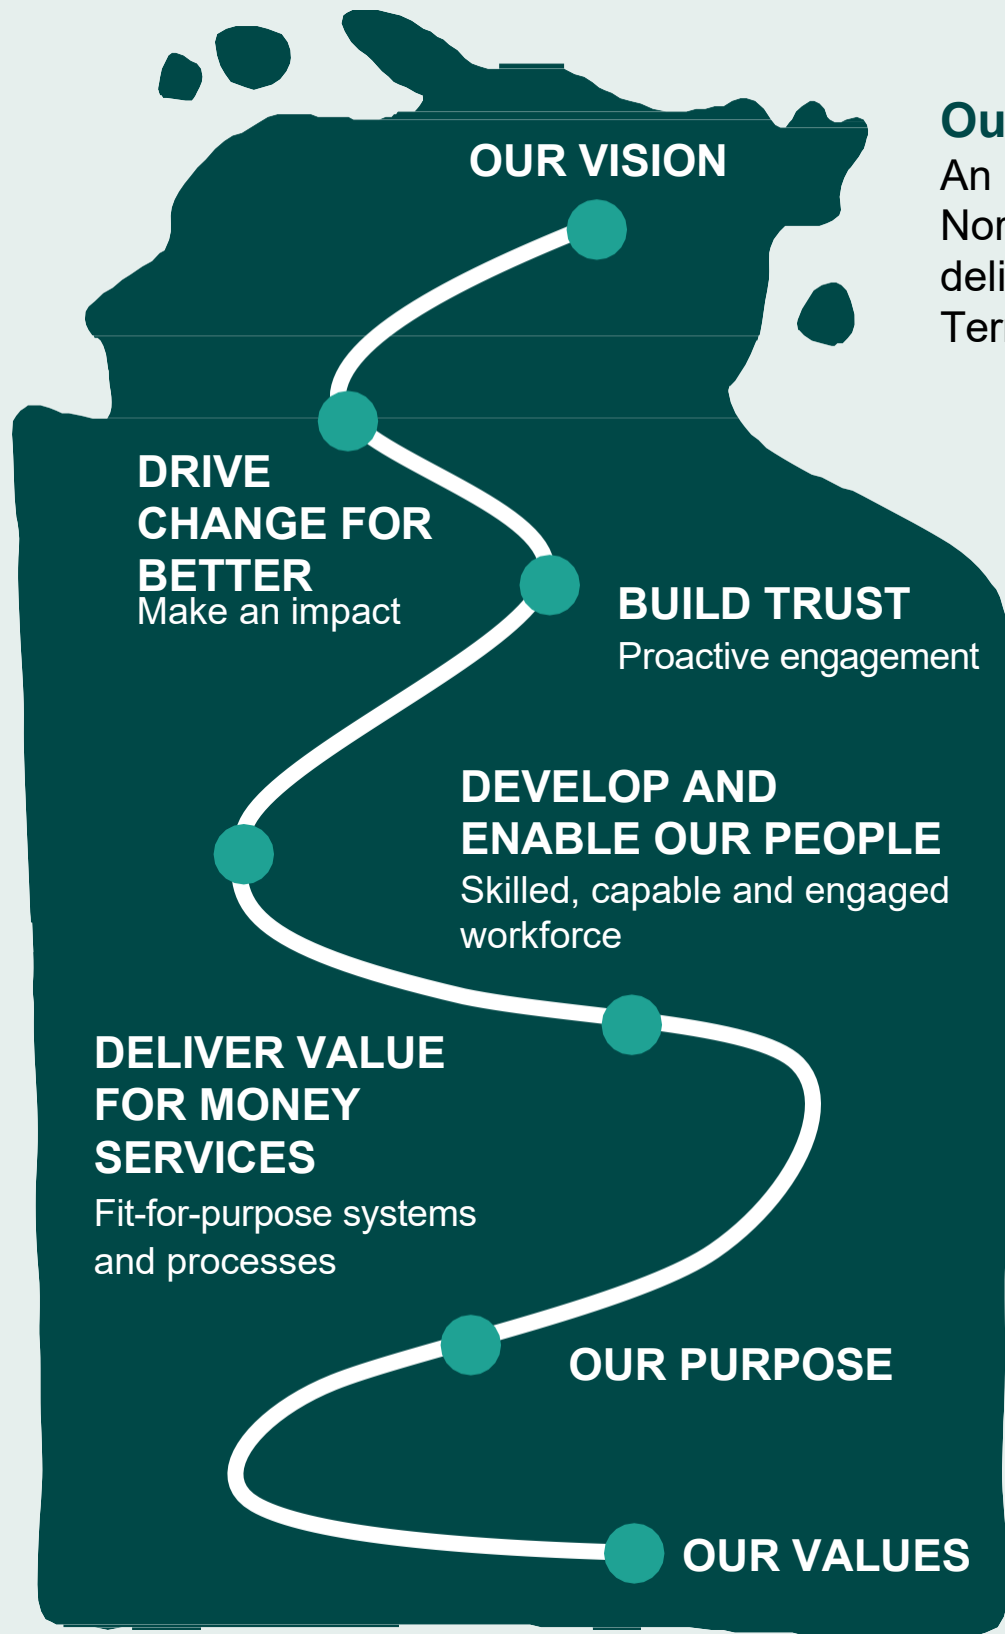 OUR VISION
DRIVE
CHANGE FOR
BETTER
Make an impact
BUILD TRUST
Proactive engagement
DEVELOP AND
ENABLE OUR PEOPLE
Skilled, capable and engaged
workforce
DELIVER VALUE
FOR MONEY
SERVICES
Fit-for-purpose systems
and processes
OUR PURPOSE
OUR VALUES
An